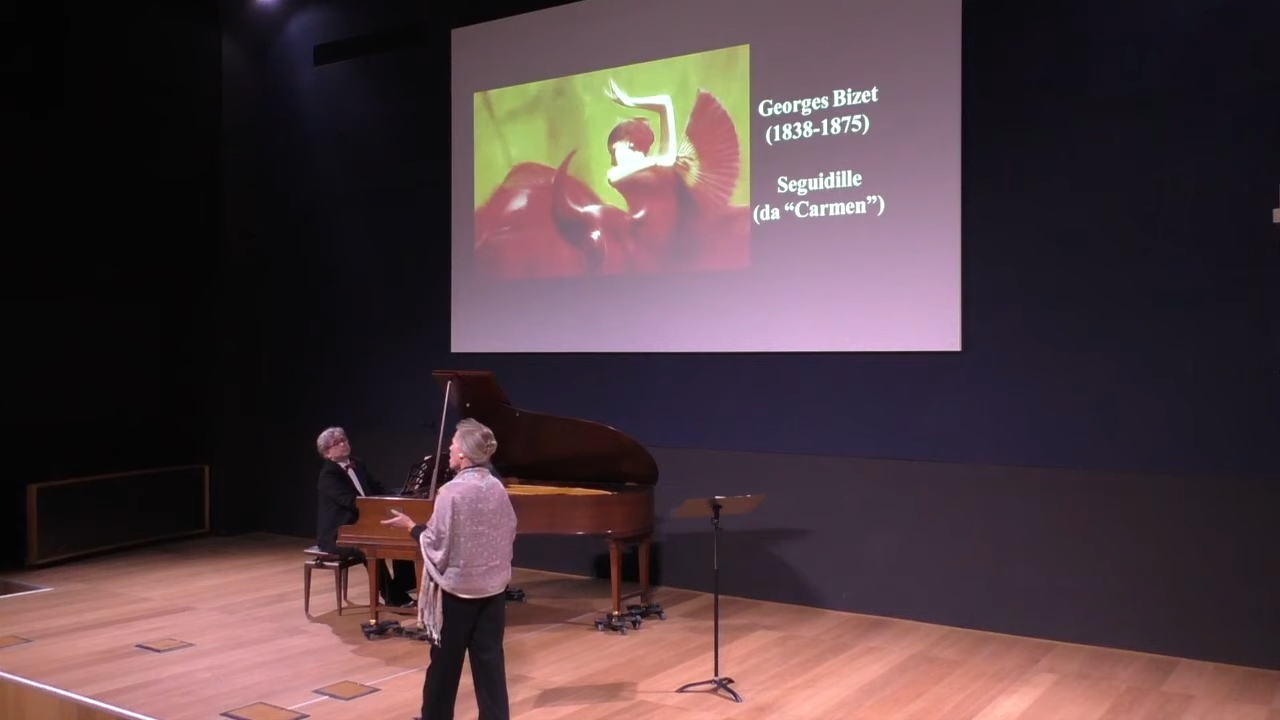 Georges Bizet
(1838-1875)
Seguidille
(da “Carmen”)